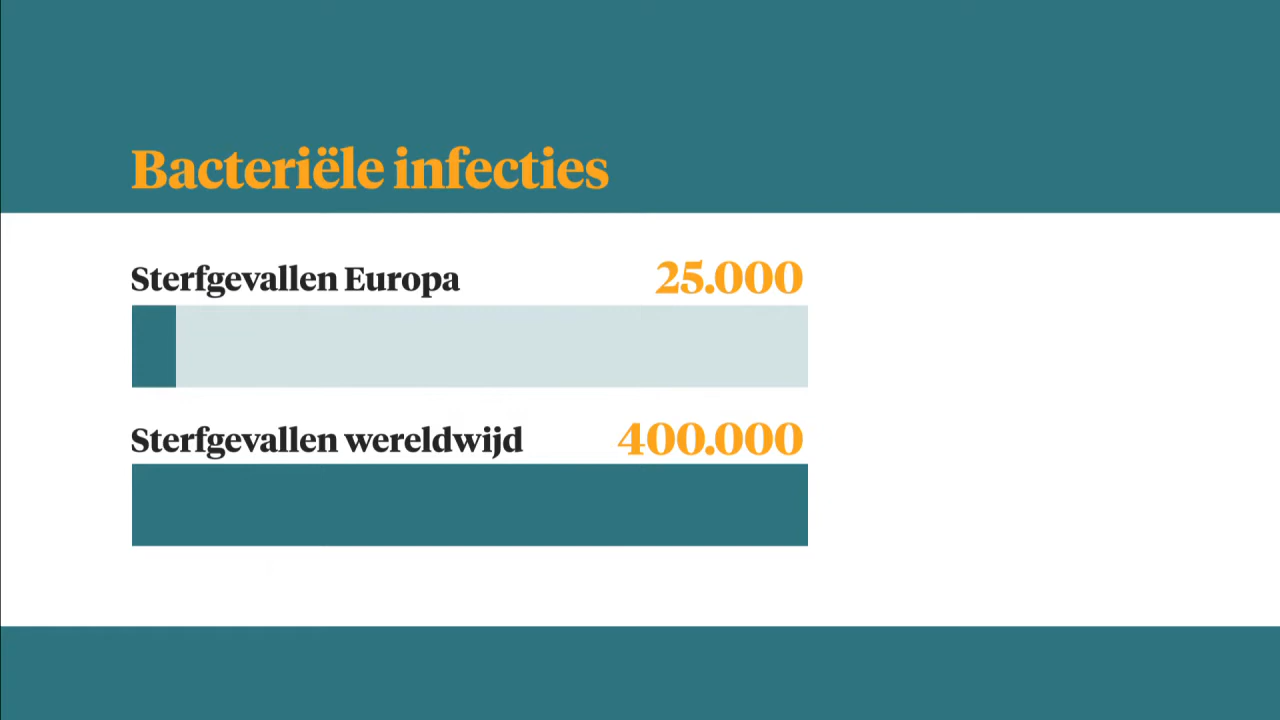 Bacteriële infecties
Sterfgevallen Europa 25.000
Sterfgevallen wereldwijd 400.000